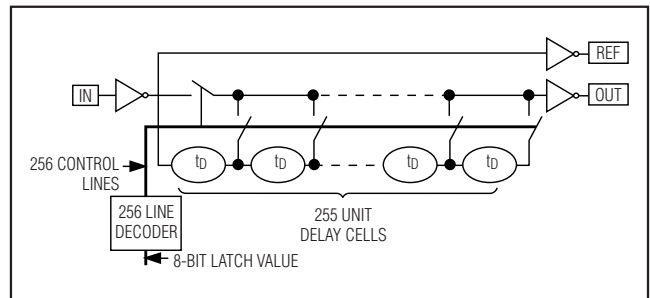 REF
IN
OUT
tD tD tD tD
256 CONTROL
LINES
255 UNIT
DELAY CELLS
256 LINE
DECODER
8-BIT LATCH VALUE